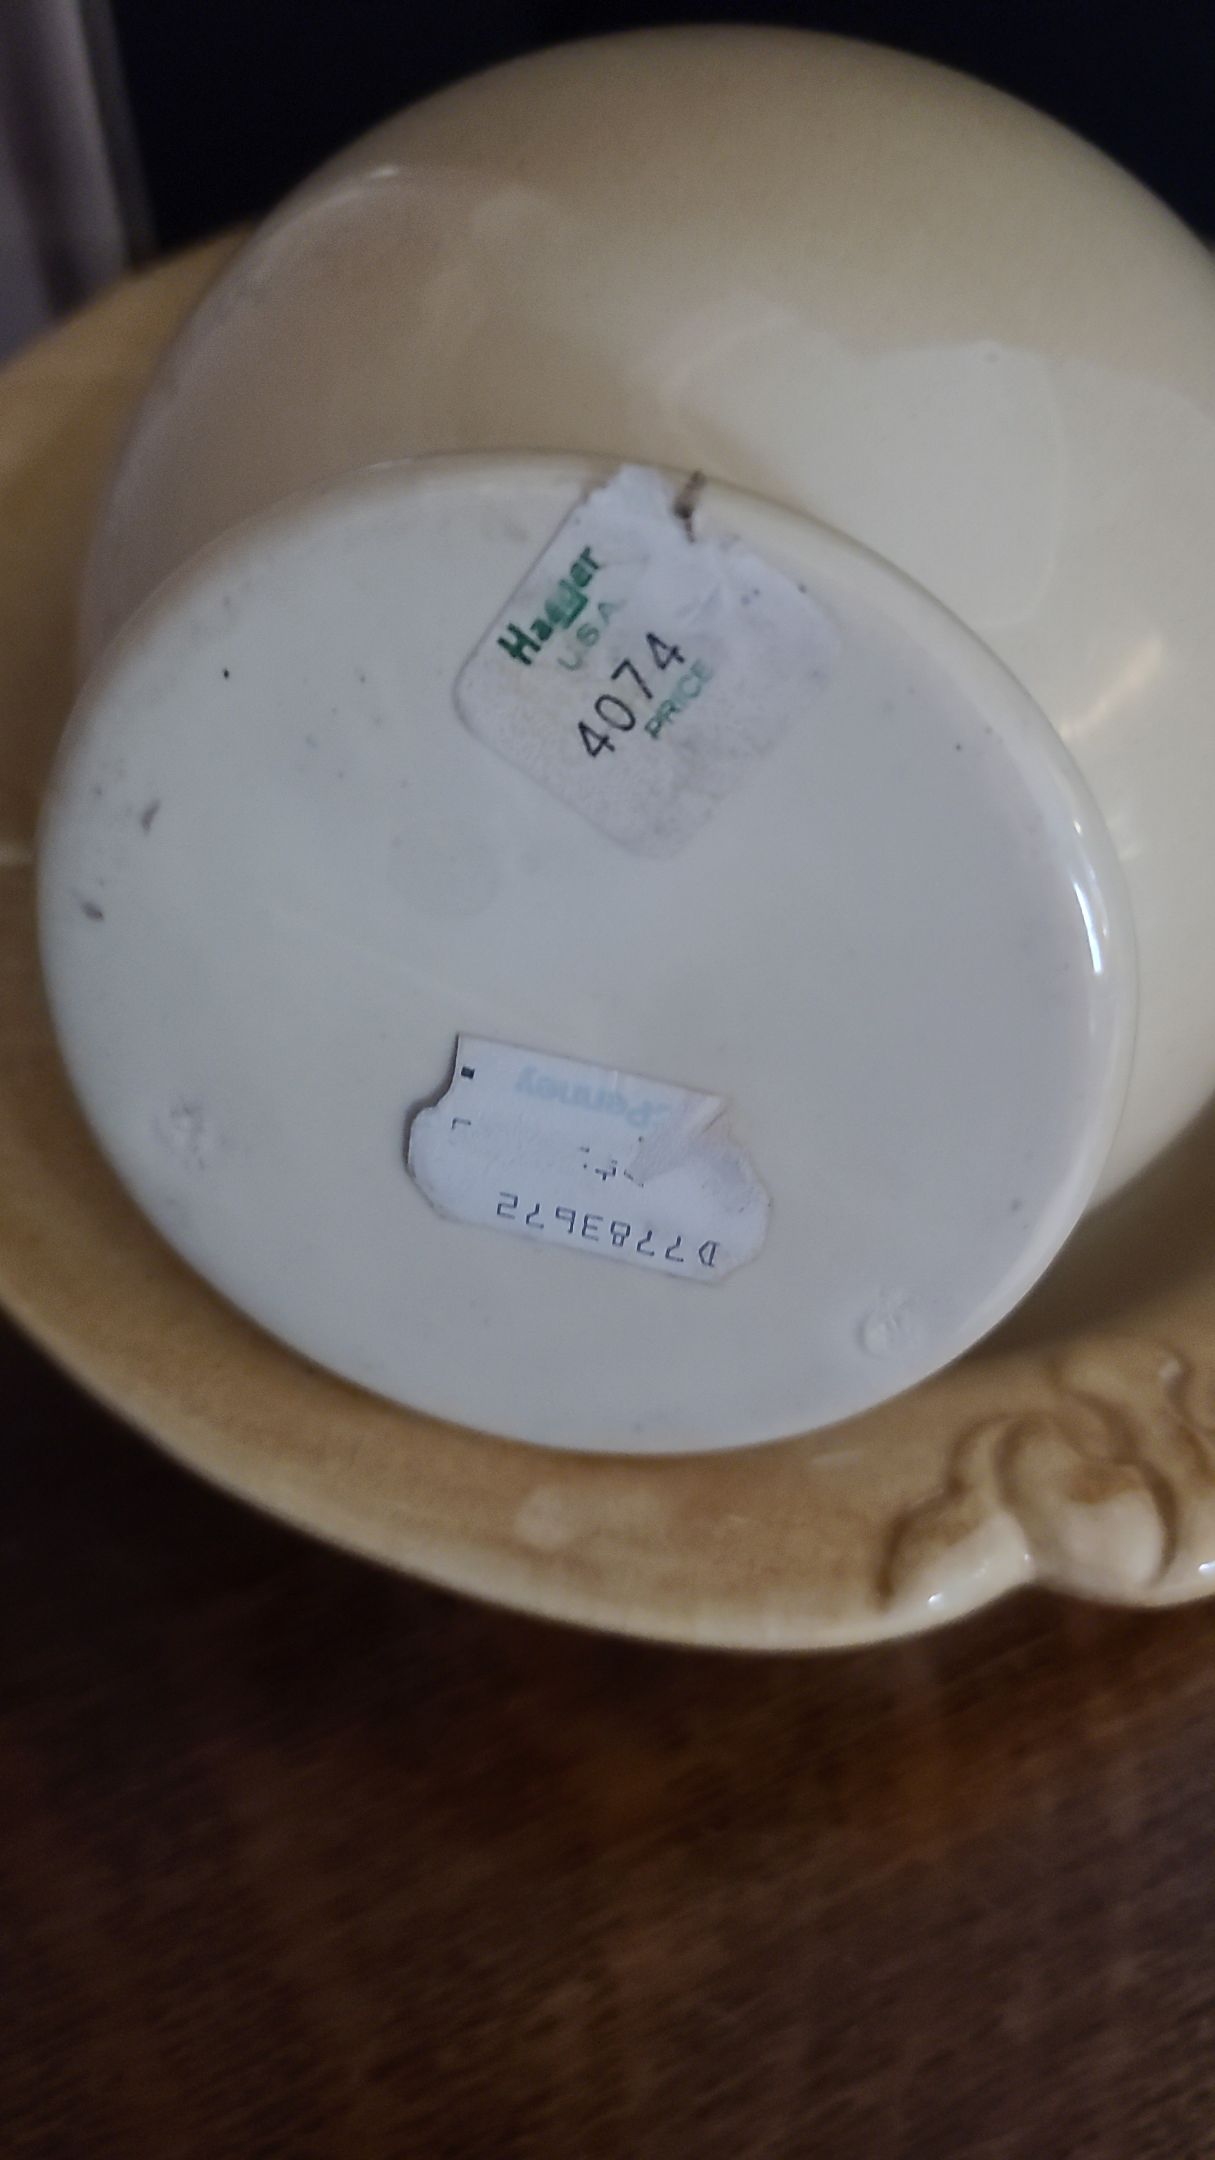 Haeger
USA
4074
PRICE
Penney
D7783672